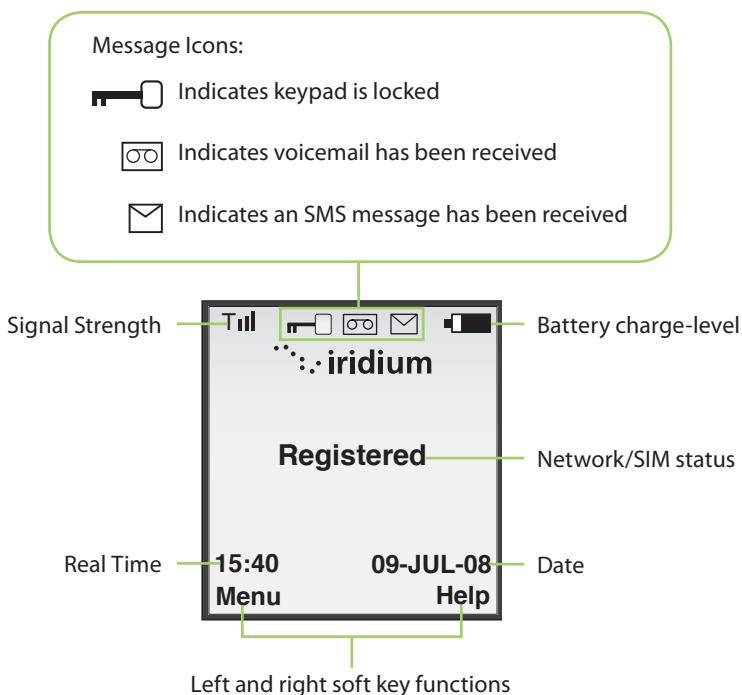 Message Icons:
Indicates keypad is locked
Indicates voicemail has been received
Indicates an SMS message has been received
Signal Strength
Battery charge-level
iridium
Registered
Network/SIM status
Real Time
15:40
09-JUL-08
Date
Menu
Help
Left and right soft key functions